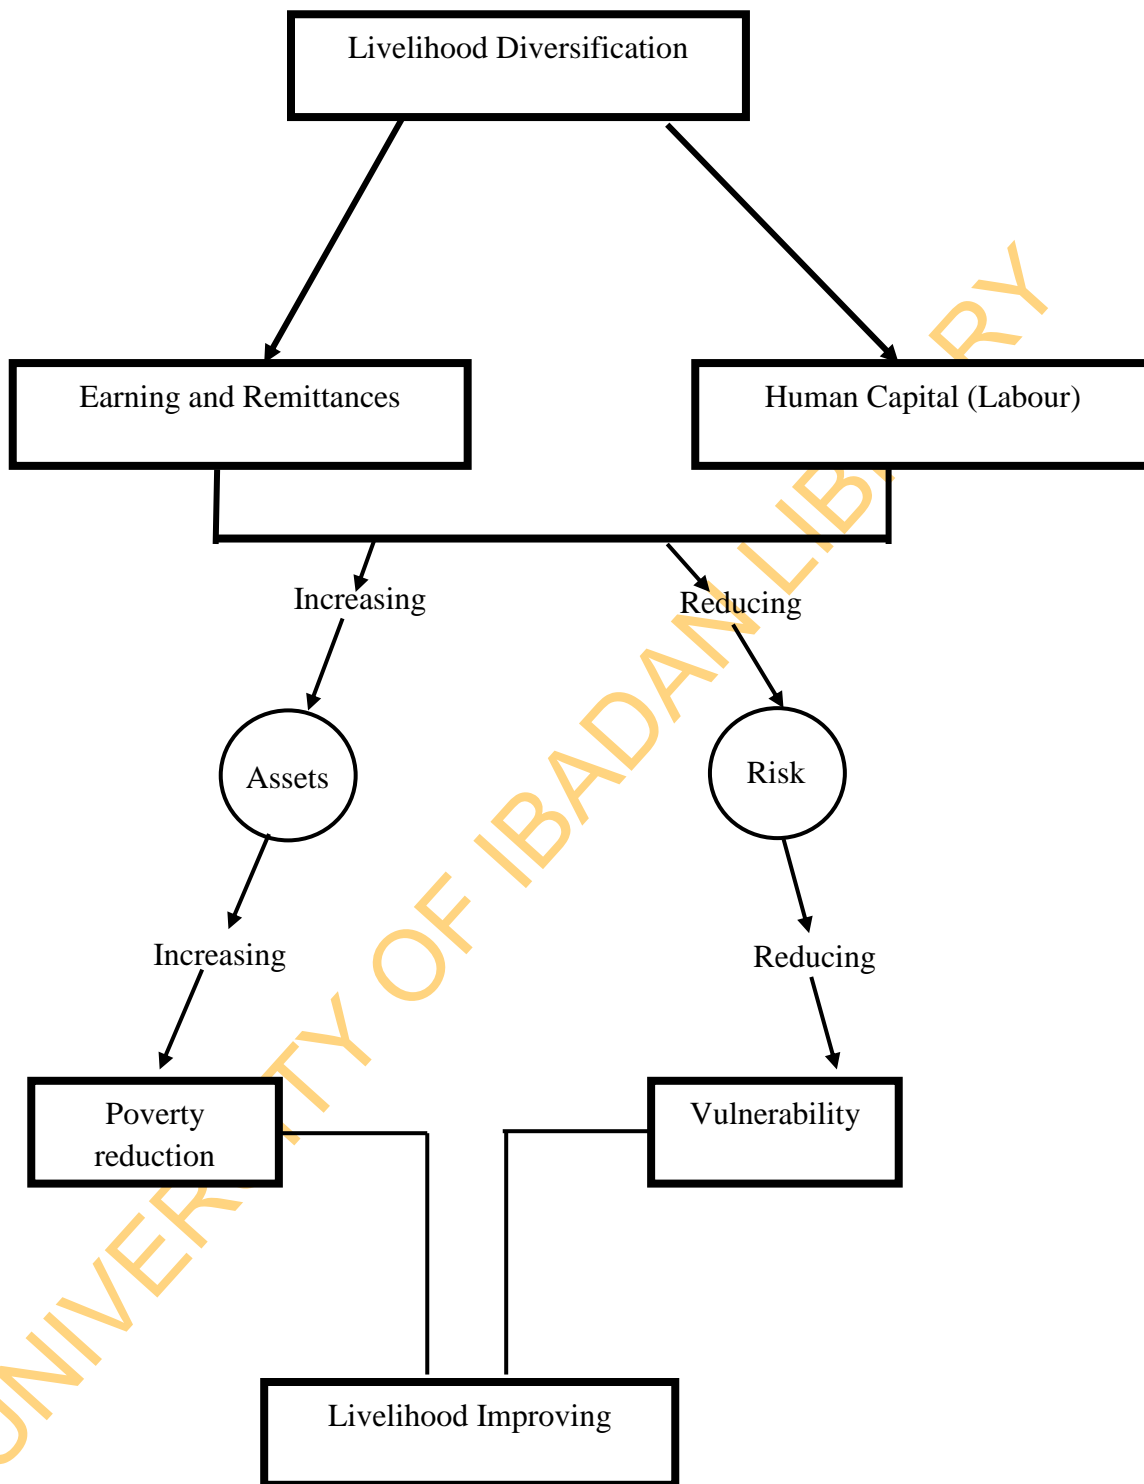 Livelihood Diversification
Earning and Remittances
Human Capital (Labour)
Increasing
Reducing
Assets
Risk
Increasing
Reducing
Poverty
reduction
Vulnerability
Livelihood Improving
UNIVERSITY OF IBADAN LIBRARY